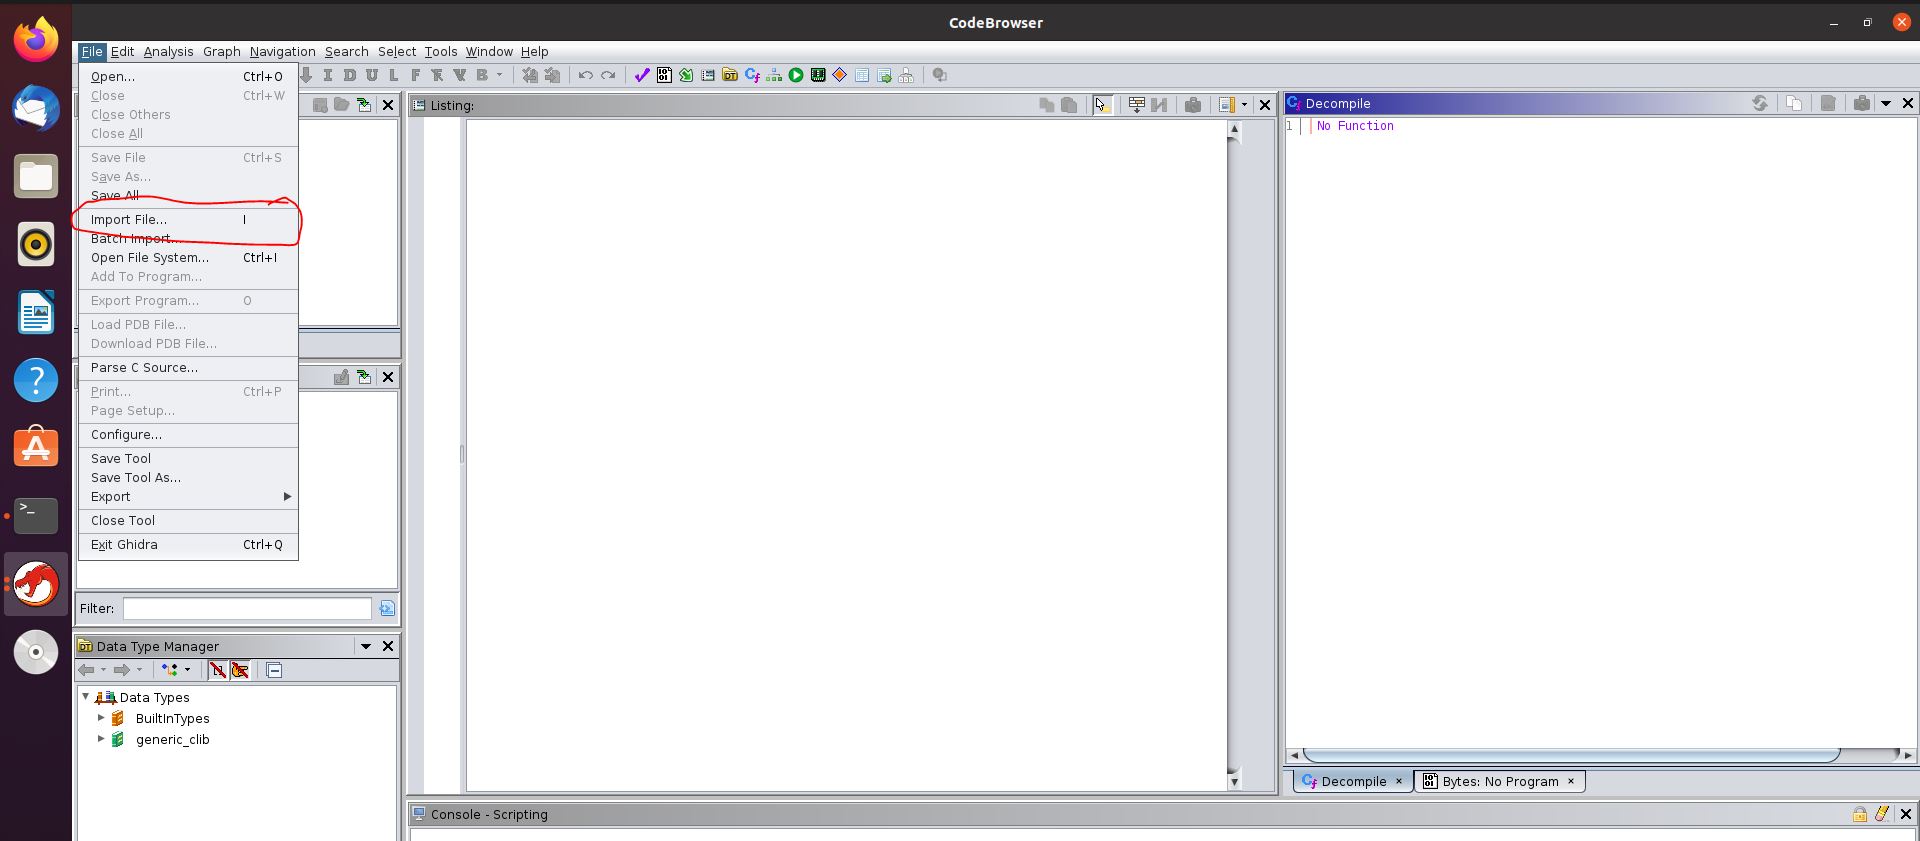 CodeBrowser
File Edit Analysis Graph Navigation Search Select Tools Window Help
I D U L F V B
Open... Ctrl+O
Close Ctrl+W
Close Others
Close All
Save File Ctrl+S
Save As...
Save All
Import File... I
Batch Import...
Open File System... Ctrl+I
Add To Program...
Export Program... O
Load PDB File...
Download PDB File...
Parse C Source...
Print... Ctrl+P
Page Setup...
Configure...
Save Tool
Save Tool As...
Export
Close Tool
Exit Ghidra Ctrl+Q
Filter:
Data Type Manager
Data Types
BuiltInTypes
generic_clib
Listing:
Decompile
1 No Function
Decompile × Bytes: No Program ×
Console - Scripting